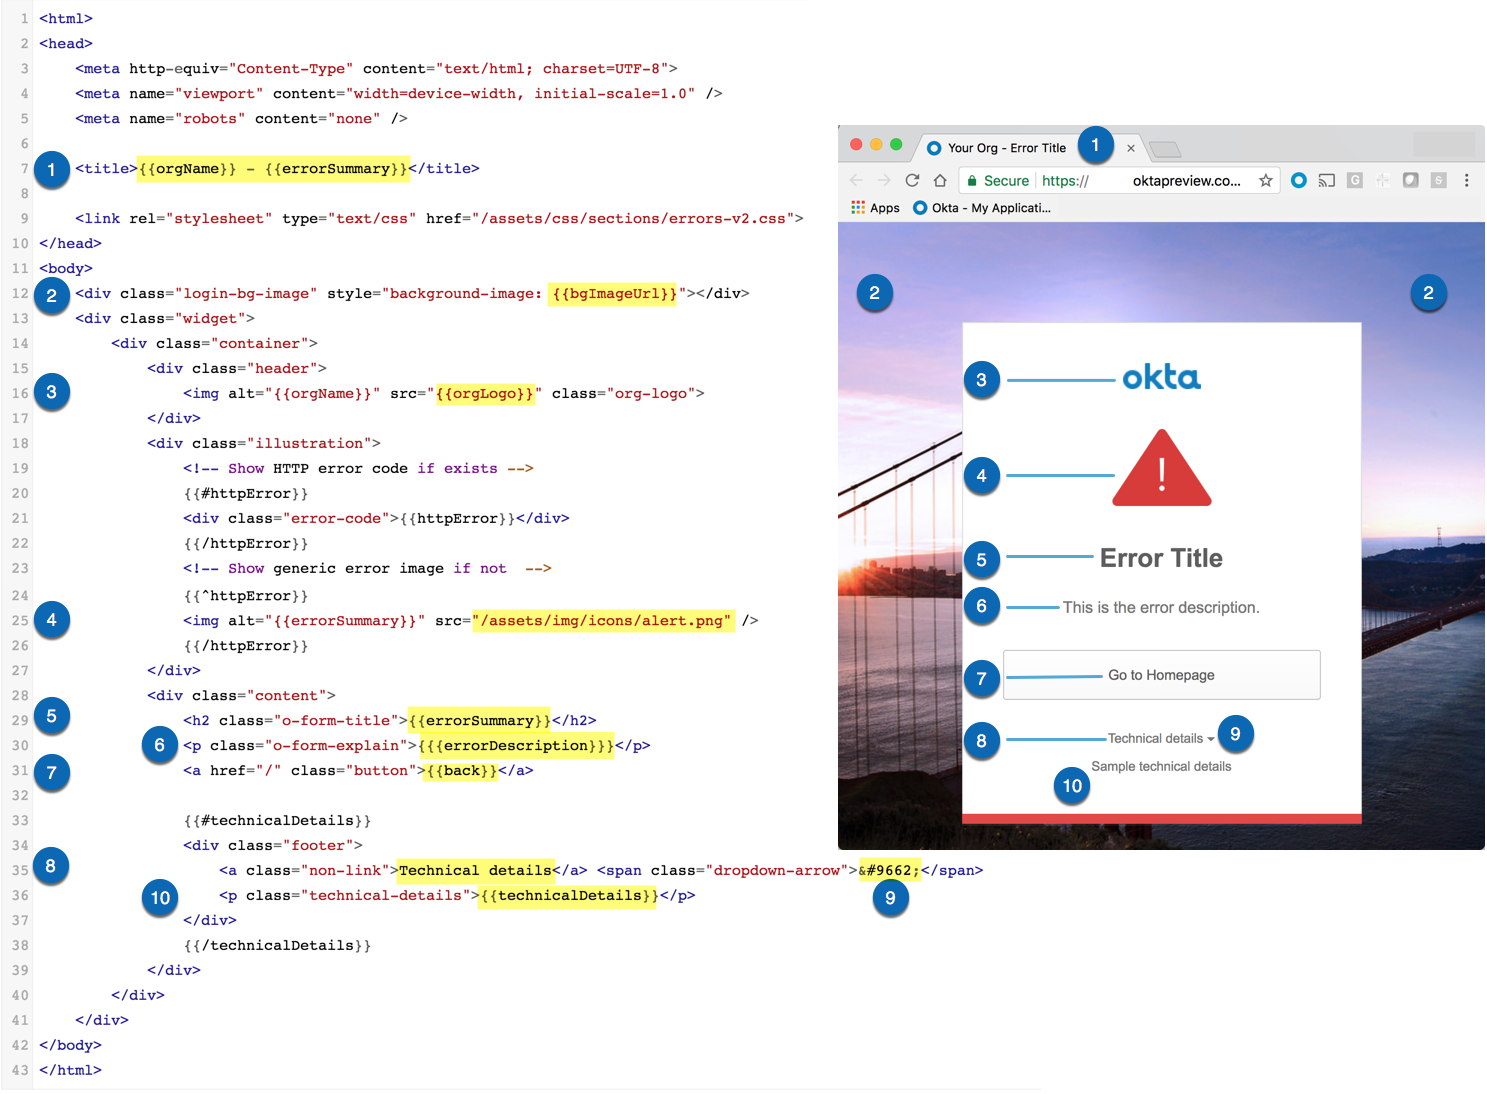 1 <html>
2 <head>
3 <meta http-equiv="Content-Type" content="text/html; charset=UTF-8">
4 <meta name="viewport" content="width=device-width, initial-scale=1.0" />
5 <meta name="robots" content="none" />
6
7 1 <title>{{orgName}} - {{errorSummary}}</title>
8
9 <link rel="stylesheet" type="text/css" href="/assets/css/sections/errors-v2.css">
10 </head>
11 <body>
12 2 <div class="login-bg-image" style="background-image: {{bgImageUrl}}"></div>
13 <div class="widget">
14 <div class="container">
15 <div class="header">
16 3 <img alt="{{orgName}}" src="{{orgLogo}}" class="org-logo">
17 </div>
18 <div class="illustration">
19 <!-- Show HTTP error code if exists -->
20 {{#httpError}}
21 <div class="error-code">{{httpError}}</div>
22 {{/httpError}}
23 <!-- Show generic error image if not  -->
24 {{^httpError}}
25 4 <img alt="{{errorSummary}}" src="/assets/img/icons/alert.png" />
26 {{/httpError}}
27 </div>
28 <div class="content">
29 5 <h2 class="o-form-title">{{errorSummary}}</h2>
30 6 <p class="o-form-explain">{{{errorDescription}}}</p>
31 7 <a href="/" class="button">{{back}}</a>
32
33 {{#technicalDetails}}
34 <div class="footer">
35 8 <a class="non-link">Technical details</a> <span class="dropdown-arrow">&#9662;</span>
36 10 <p class="technical-details">{{technicalDetails}}</p> 9
37 </div>
38 {{/technicalDetails}}
39 </div>
40 </div>
41 </div>
42 </body>
43 </html>
Your Org - Error Title 1 ×
Secure https:// oktapreview.co... G S
Apps Okta - My Applicati...
2 2
3 okta
4 !
5 Error Title
6 This is the error description.
7 Go to Homepage
8 Technical details 9
Sample technical details
10